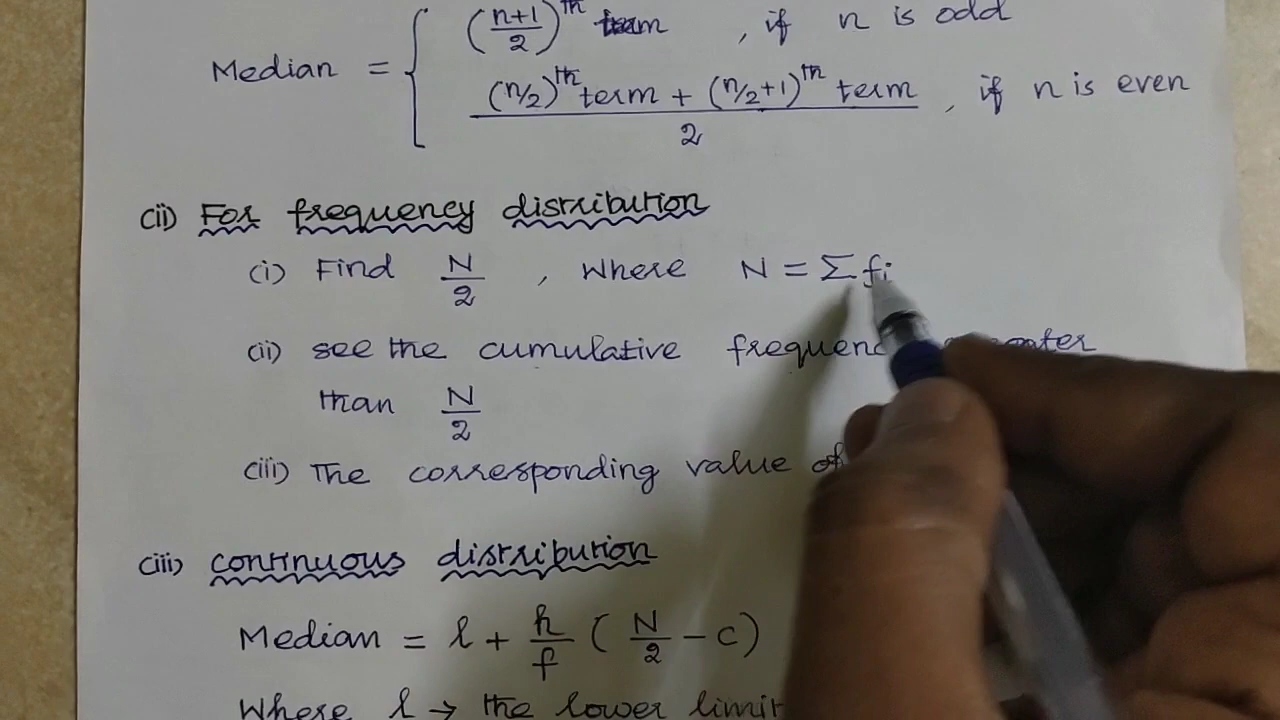 Median = { (n+1/2)th term , if n is odd
(n/2)th term + (n/2+1)th term / 2 , if n is even
(ii) For frequency distribution
(i) Find N/2 , Where N = Σfi
(ii) see the cumulative
than N/2
(iii) The corresponding value of
(iii) continuous distribution
Median = l + h/f ( N/2 - c )
Where l → the lower limit